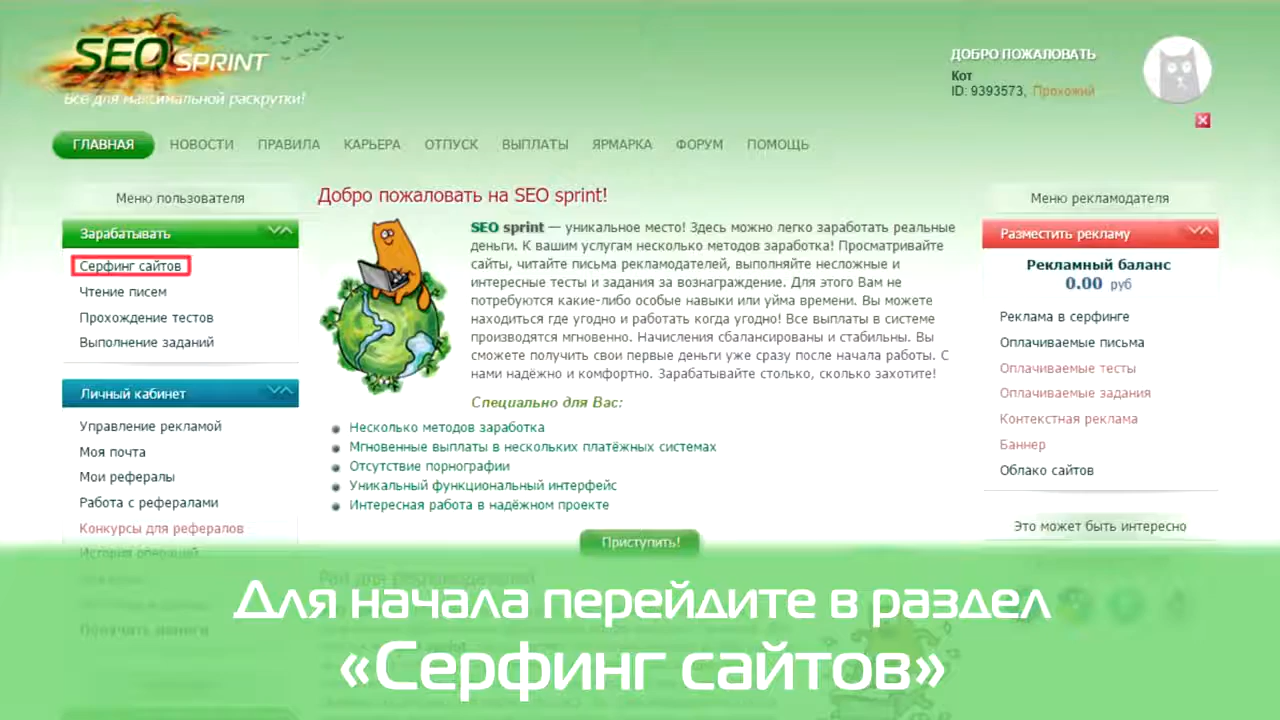 SEO SPRINT
Все для максимальной раскрутки!
ДОБРО ПОЖАЛОВАТЬ
Кот
ID: 9393573, Прохожий
ГЛАВНАЯ НОВОСТИ ПРАВИЛА КАРЬЕРА ОТПУСК ВЫПЛАТЫ ЯРМАРКА ФОРУМ ПОМОЩЬ
Меню пользователя
Зарабатывать
Серфинг сайтов
Чтение писем
Прохождение тестов
Выполнение заданий
Личный кабинет
Управление рекламой
Моя почта
Мои рефералы
Работа с рефералами
Конкурсы для рефералов
История операций
Получать деньги
Добро пожаловать на SEO sprint!
SEO sprint — уникальное место! Здесь можно легко заработать реальные
деньги. К вашим услугам несколько методов заработка! Просматривайте
сайты, читайте письма рекламодателей, выполняйте несложные и
интересные тесты и задания за вознаграждение. Для этого Вам не
потребуются какие-либо особые навыки или уйма времени. Вы можете
находиться где угодно и работать когда угодно! Все выплаты в системе
производятся мгновенно. Начисления сбалансированы и стабильны. Вы
сможете получить свои первые деньги уже сразу после начала работы. С
нами надёжно и комфортно. Зарабатывайте столько, сколько захотите!
Специально для Вас:
Несколько методов заработка
Мгновенные выплаты в нескольких платёжных системах
Отсутствие порнографии
Уникальный функциональный интерфейс
Интересная работа в надёжном проекте
Приступить!
Меню рекламодателя
Разместить рекламу
Рекламный баланс
0.00 руб
Реклама в серфинге
Оплачиваемые письма
Оплачиваемые тесты
Оплачиваемые задания
Контекстная реклама
Баннер
Облако сайтов
Это может быть интересно
Для начала перейдите в раздел
«Серфинг сайтов»